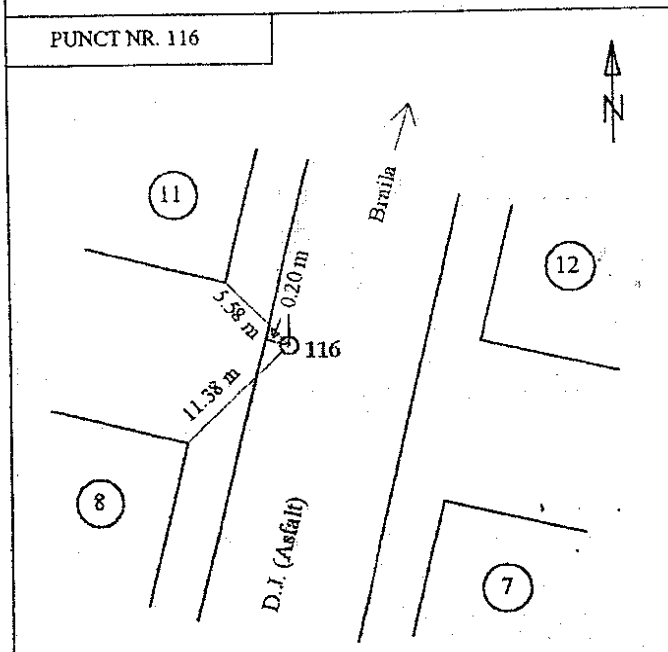 PUNCT NR. 116
N
Braila
11
12
0.20 m
5.58 m
116
11.38 m
8
D.J. (Asfalt)
7